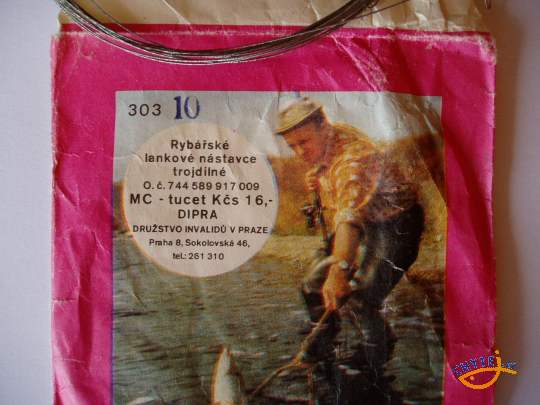 303 10
Rybářské
lankové nástavce
trojdílné
O. č. 744 589 917 009
MC - tucet Kčs 16,-
DIPRA
DRUŽSTVO INVALIDŮ V PRAZE
Praha 8, Sokolovská 46,
tel.: 261 310